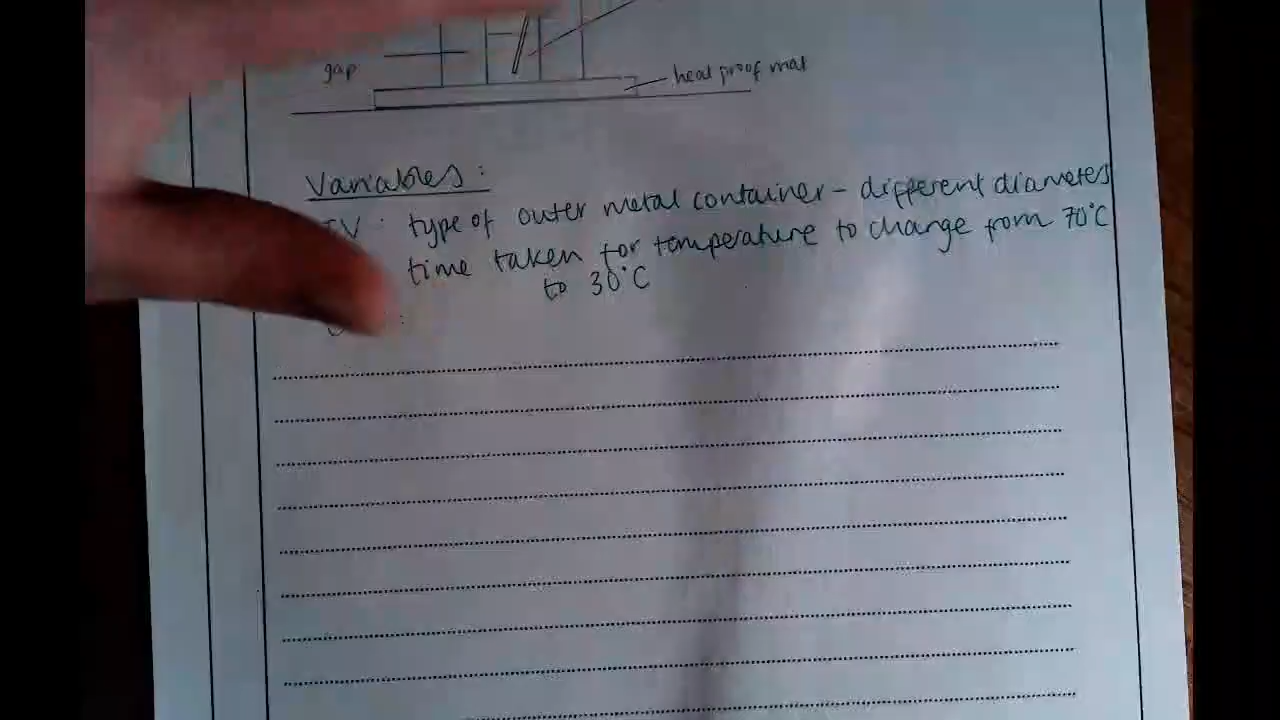 gap
heat proof mat
Variables:
IV: type of outer metal container - different diameters
time taken for temperature to change from 70°C
to 30°C